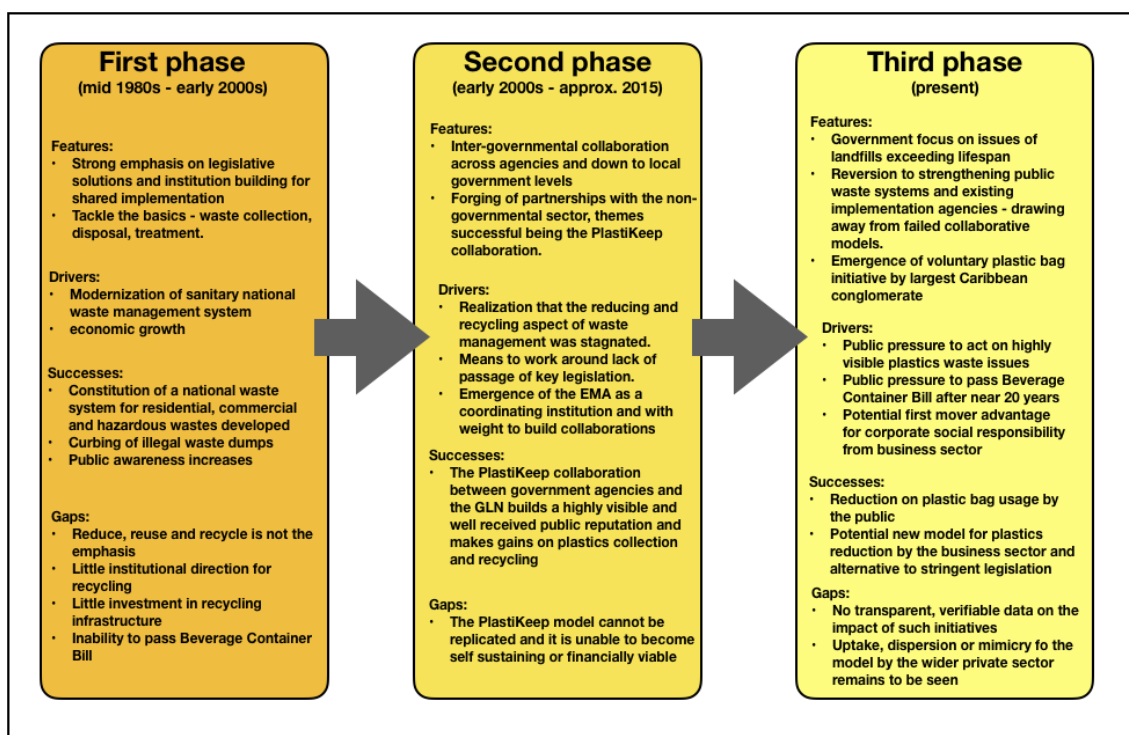 First phase
(mid 1980s - early 2000s)
Features:
• Strong emphasis on legislative
solutions and institution building for
shared implementation
• Tackle the basics - waste collection,
disposal, treatment.
Drivers:
• Modernization of sanitary national
waste management system
• economic growth
Successes:
• Constitution of a national waste
system for residential, commercial
and hazardous wastes developed
• Curbing of illegal waste dumps
• Public awareness increases
Gaps:
• Reduce, reuse and recycle is not the
emphasis
• Little institutional direction for
recycling
• Little investment in recycling
infrastructure
• Inability to pass Beverage Container
Bill
Second phase
(early 2000s - approx. 2015)
Features:
• Inter-governmental collaboration
across agencies and down to local
government levels
• Forging of partnerships with the non-
governmental sector, themes
successful being the PlastiKeep
collaboration.
Drivers:
• Realization that the reducing and
recycling aspect of waste
management was stagnated.
• Means to work around lack of
passage of key legislation.
• Emergence of the EMA as a
coordinating institution and with
weight to build collaborations
Successes:
• The PlastiKeep collaboration
between government agencies and
the GLN builds a highly visible and
well received public reputation and
makes gains on plastics collection
and recycling
Gaps:
• The PlastiKeep model cannot be
replicated and it is unable to become
self sustaining or financially viable
Third phase
(present)
Features:
• Government focus on issues of
landfills exceeding lifespan
• Reversion to strengthening public
waste systems and existing
implementation agencies - drawing
away from failed collaborative
models.
• Emergence of voluntary plastic bag
initiative by largest Caribbean
conglomerate
Drivers:
• Public pressure to act on highly
visible plastics waste issues
• Public pressure to pass Beverage
Container Bill after near 20 years
• Potential first mover advantage
for corporate social responsibility
from business sector
Successes:
• Reduction on plastic bag usage by
the public
• Potential new model for plastics
reduction by the business sector and
alternative to stringent legislation
Gaps:
• No transparent, verifiable data on the
impact of such initiatives
• Uptake, dispersion or mimicry fo the
model by the wider private sector
remains to be seen